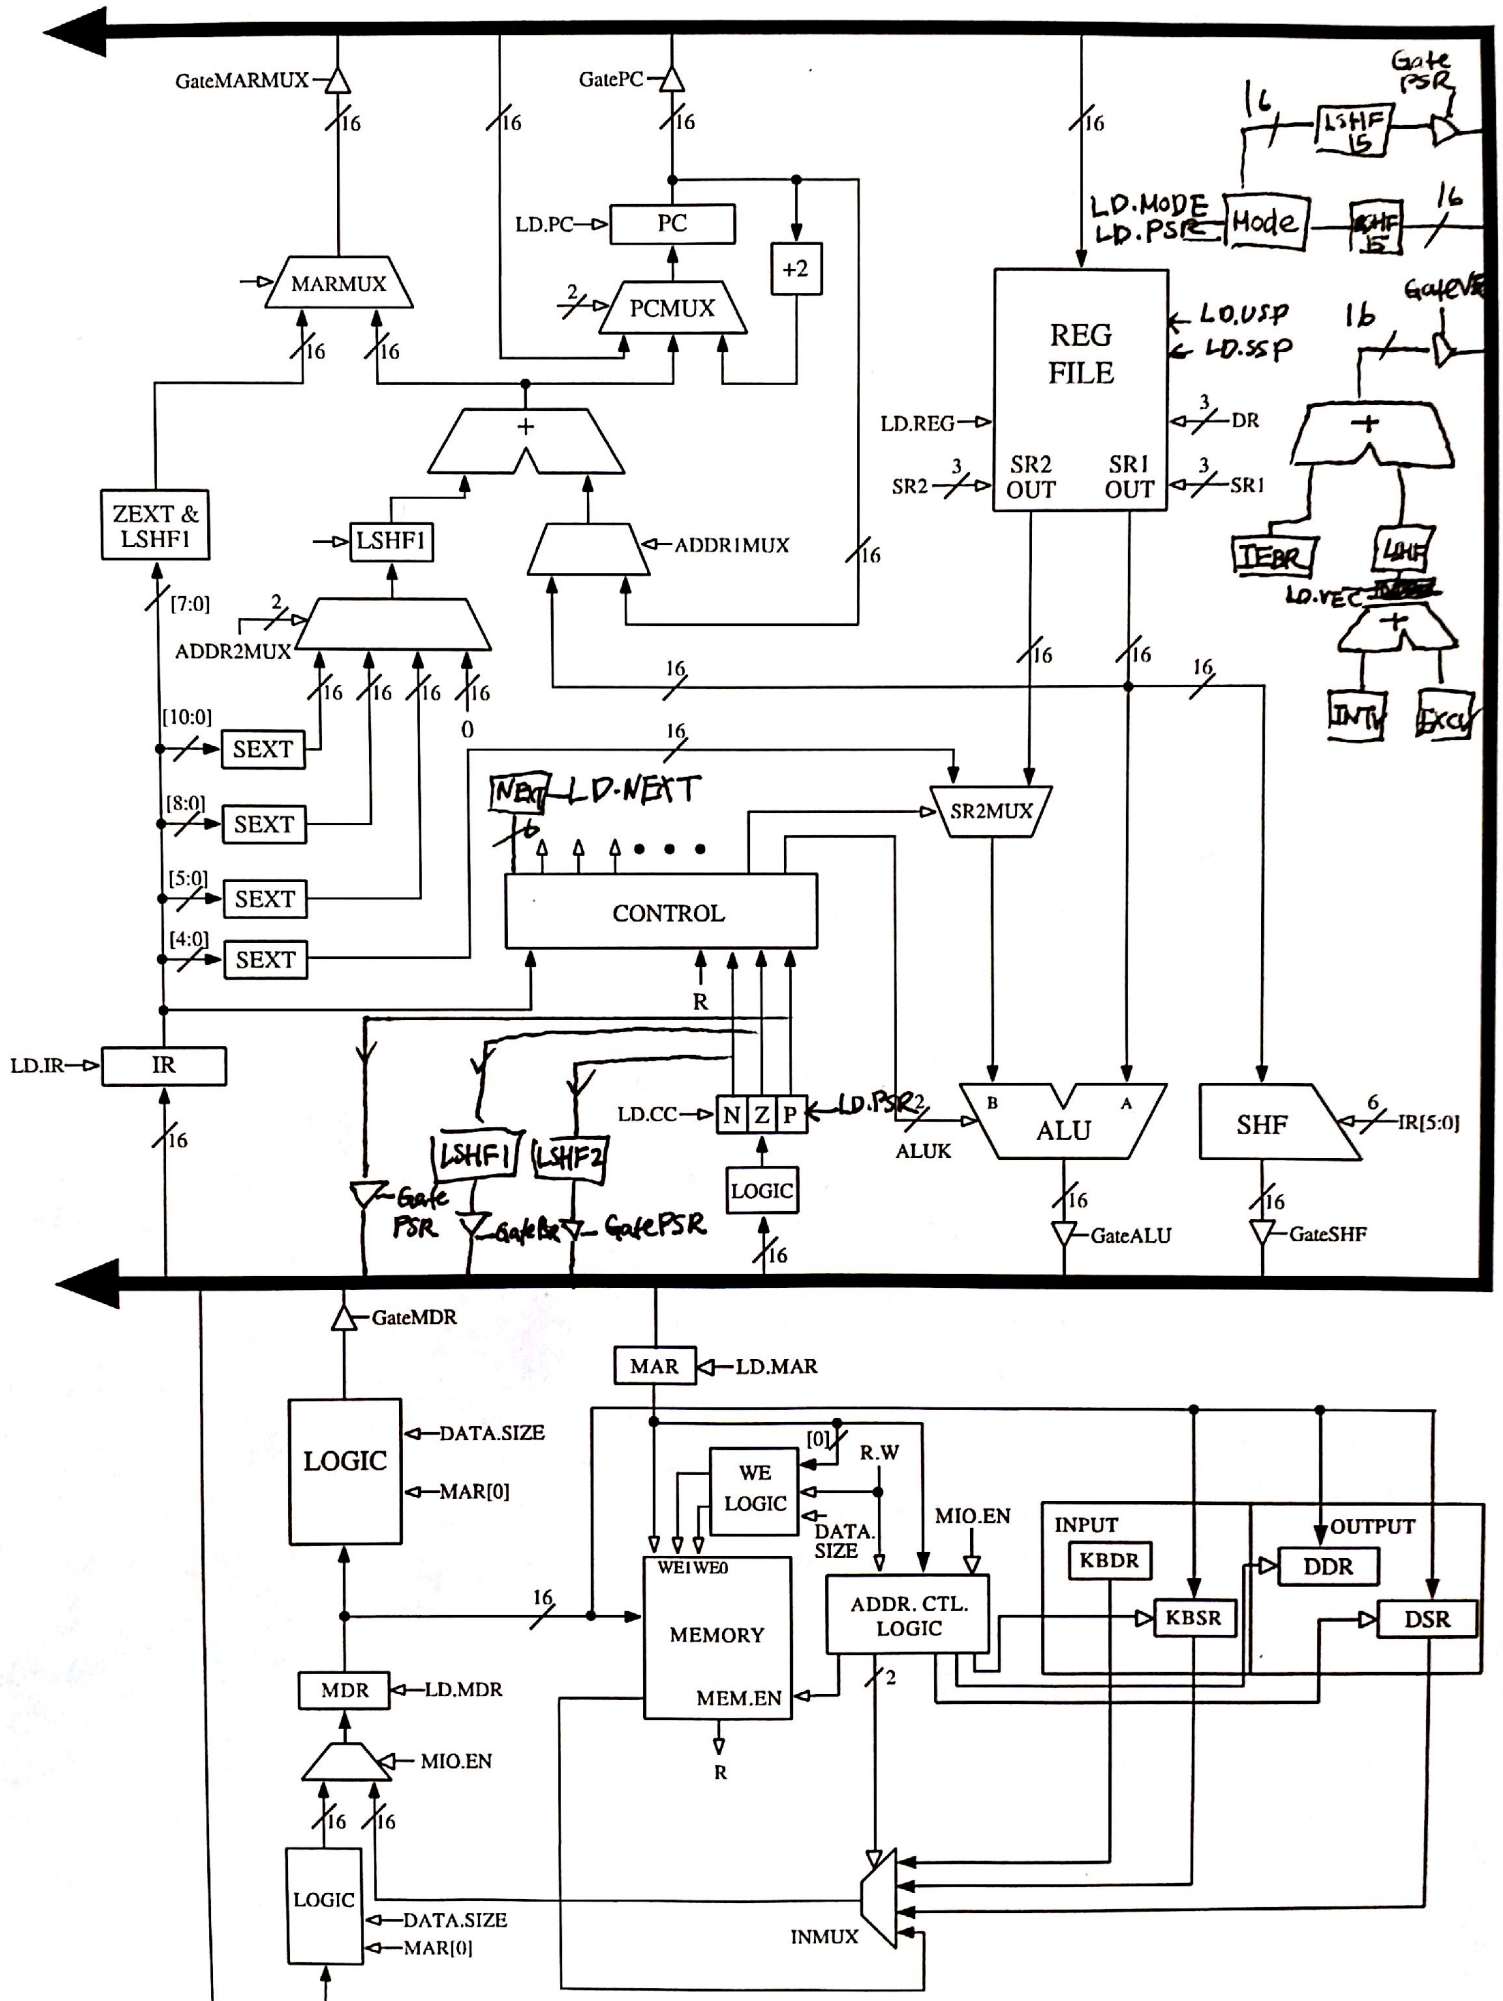 GateMARMUX
16
16
GatePC
16
16
16
LSHF
15
Gate
PSR
LD.PC
PC
+2
LD.MODE
LD.PSR
Mode
15
16
MARMUX
2
PCMUX
16
16
REG
FILE
LD.USP
LD.SSP
16
+
LD.REG
3
DR
SR2
3
SR2
OUT
SR1
OUT
3
SR1
+
ZEXT &
LSHF1
LSHF1
ADDR1MUX
16
IEBR
LD.VEC
+
INTV
EXCV
[7:0]
2
ADDR2MUX
16
16
16
16
0
16
16
16
16
[10:0]
SEXT
[8:0]
SEXT
[5:0]
SEXT
[4:0]
SEXT
16
NEXT
LD.NEXT
6
SR2MUX
CONTROL
R
LD.IR
IR
16
LD.CC
N
Z
P
LD.PSR
2
ALUK
B
A
ALU
SHF
6
IR[5:0]
LSHF1
LSHF2
LOGIC
16
Gate
PSR
GatePSR
16
GateALU
16
GateSHF
GateMDR
MAR
LD.MAR
LOGIC
DATA.SIZE
MAR[0]
[0]
R.W
WE
LOGIC
DATA.
SIZE
MIO.EN
WE1
WE0
INPUT
KBDR
KBSR
OUTPUT
DDR
DSR
16
MEMORY
MEM.EN
R
ADDR. CTL.
LOGIC
2
MDR
LD.MDR
MIO.EN
16
16
LOGIC
DATA.SIZE
MAR[0]
INMUX